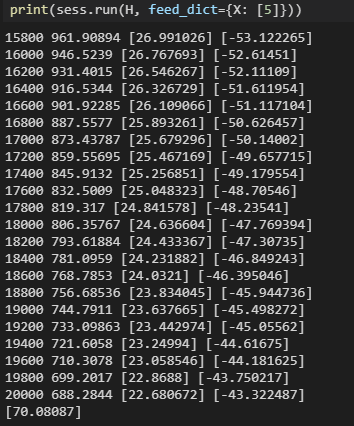 print(sess.run(H, feed_dict={X: [5]}))
15800 961.90894 [26.991026] [-53.122265]
16000 946.5239 [26.767693] [-52.61451]
16200 931.4015 [26.546267] [-52.11109]
16400 916.5344 [26.326729] [-51.611954]
16600 901.92285 [26.109066] [-51.117104]
16800 887.5577 [25.893261] [-50.626457]
17000 873.43787 [25.679296] [-50.14002]
17200 859.55695 [25.467169] [-49.657715]
17400 845.9132 [25.256851] [-49.179554]
17600 832.5009 [25.048323] [-48.70546]
17800 819.317 [24.841578] [-48.23541]
18000 806.35767 [24.636604] [-47.769394]
18200 793.61884 [24.433367] [-47.30735]
18400 781.0959 [24.231882] [-46.849243]
18600 768.7853 [24.0321] [-46.395046]
18800 756.68536 [23.834045] [-45.944736]
19000 744.7911 [23.637665] [-45.498272]
19200 733.09863 [23.442974] [-45.05562]
19400 721.6058 [23.24994] [-44.61675]
19600 710.3078 [23.058546] [-44.181625]
19800 699.2017 [22.8688] [-43.750217]
20000 688.2844 [22.680672] [-43.322487]
[70.08087]